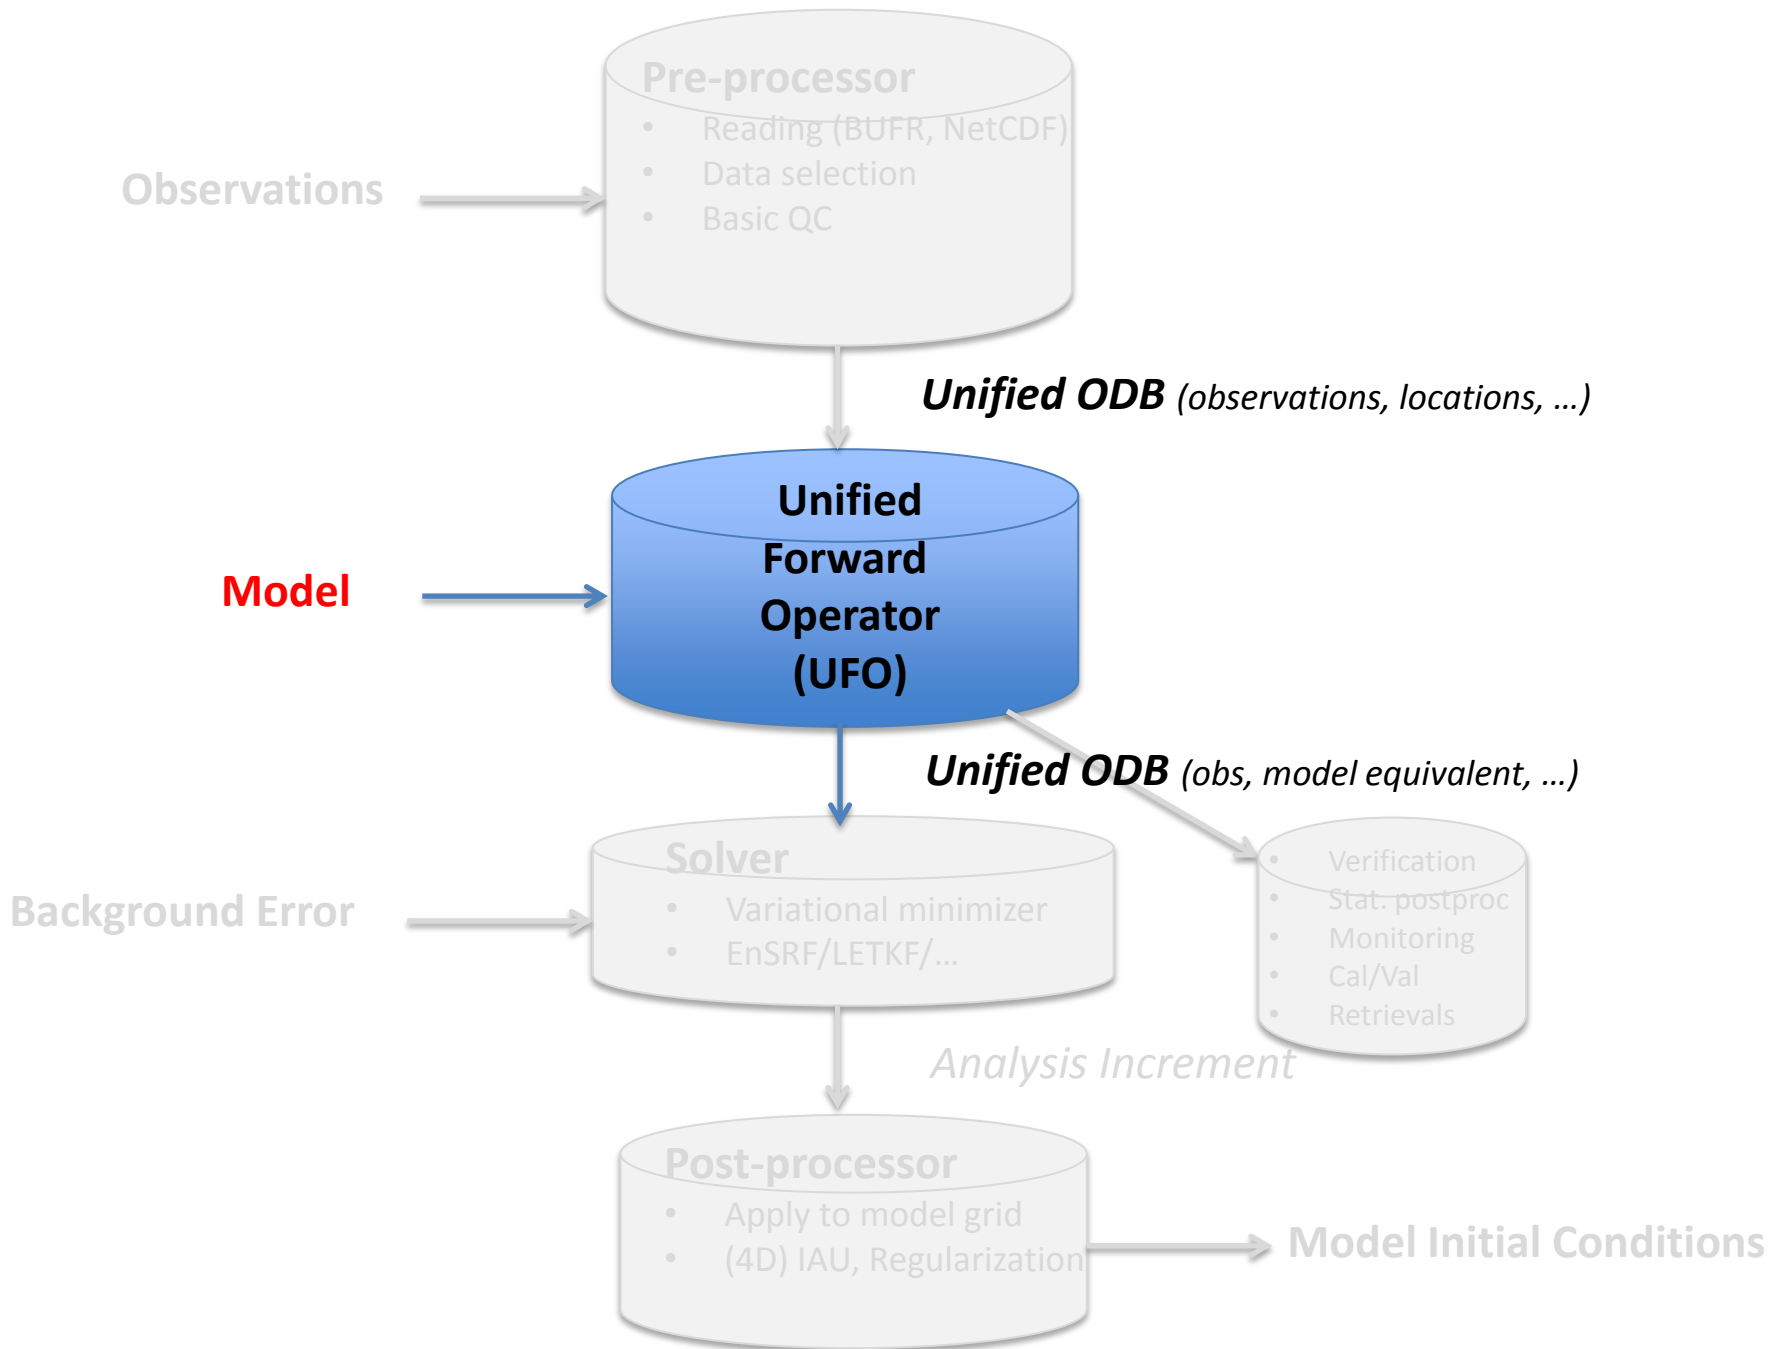 Pre-processor
• Reading (BUFR, NetCDF)
• Data selection
• Basic QC
Observations
Unified ODB (observations, locations, …)
Unified
Forward
Operator
(UFO)
Model
Unified ODB (obs, model equivalent, …)
Solver
• Variational minimizer
• EnSRF/LETKF/…
Background Error
• Verification
• Stat. postproc
• Monitoring
• Cal/Val
• Retrievals
Analysis Increment
Post-processor
• Apply to model grid
• (4D) IAU, Regularization
Model Initial Conditions